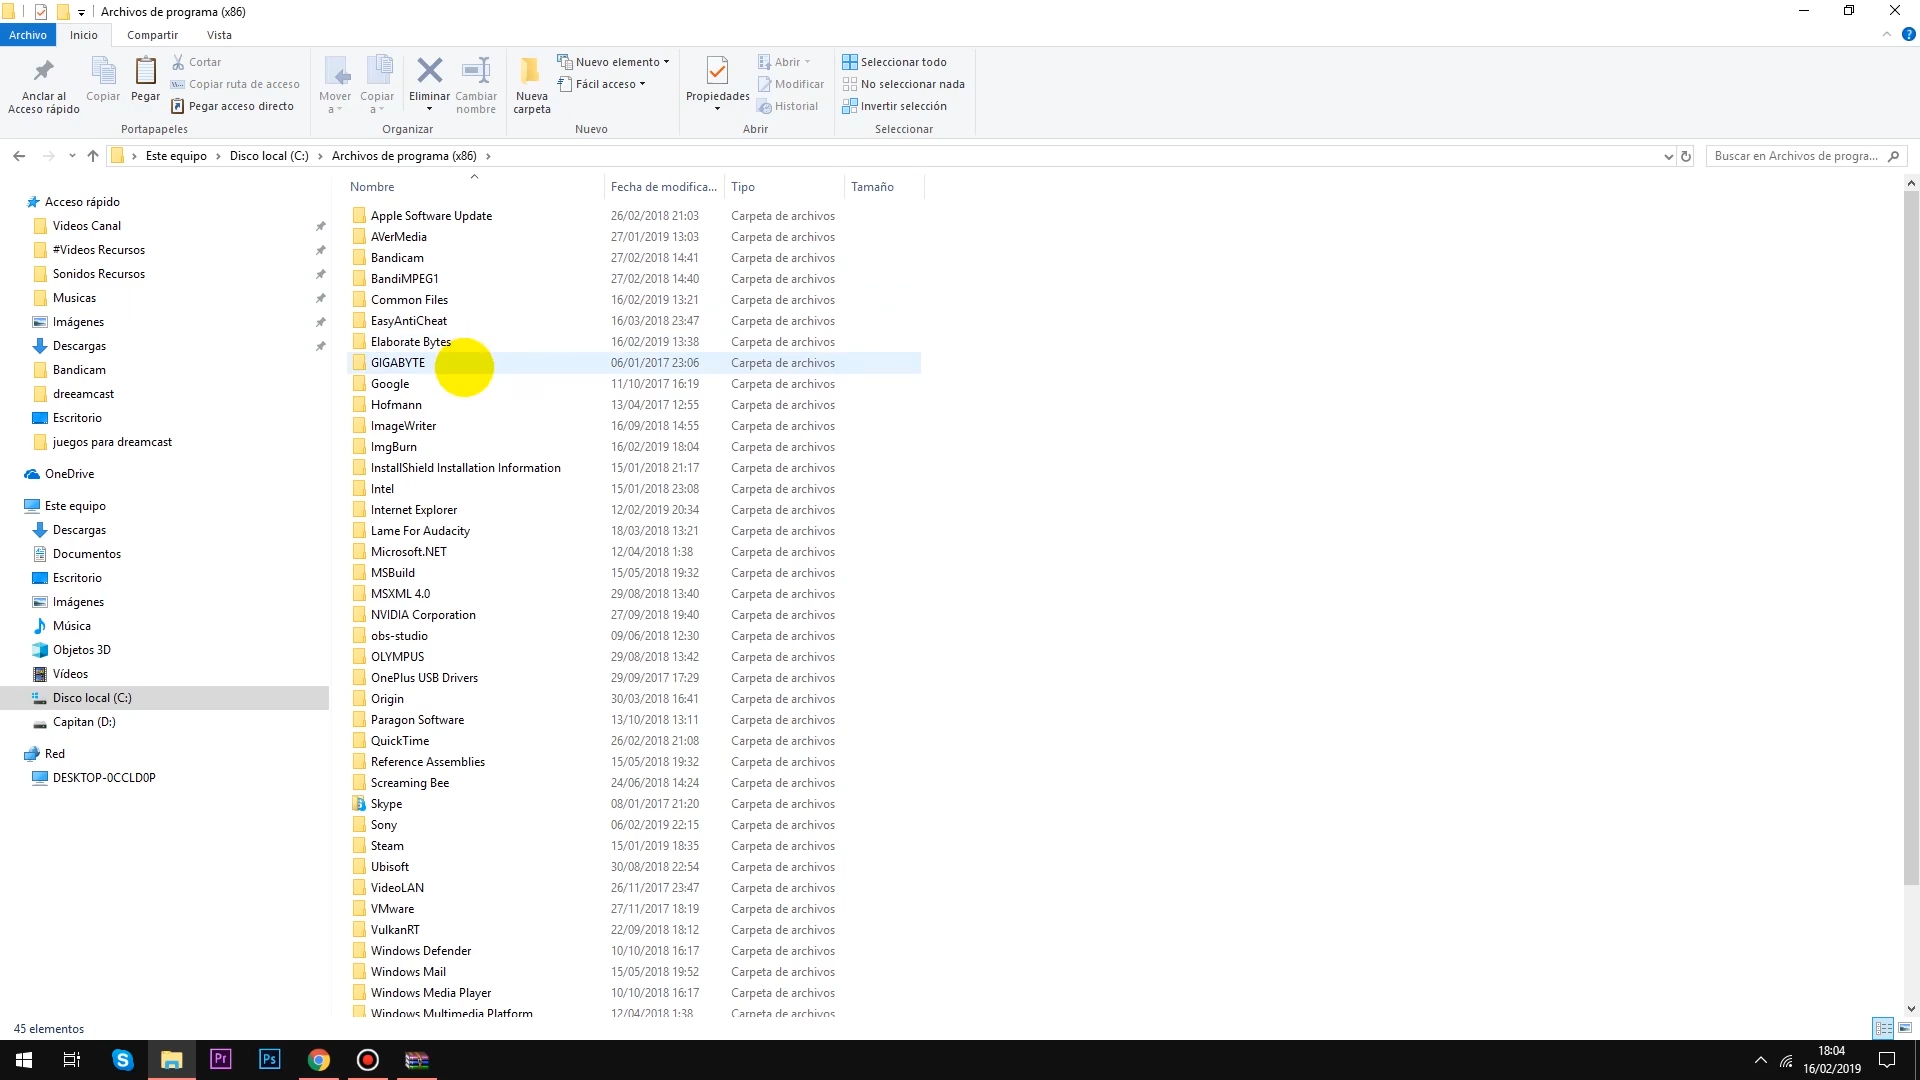 Archivos de programa (x86)
Archivo Inicio Compartir Vista
Anclar al Acceso rápido
Copiar
Pegar
Cortar
Copiar ruta de acceso
Pegar acceso directo
Portapapeles
Mover a
Copiar a
Eliminar
Cambiar nombre
Organizar
Nueva carpeta
Nuevo elemento
Fácil acceso
Nuevo
Propiedades
Abrir
Modificar
Historial
Abrir
Seleccionar todo
No seleccionar nada
Invertir selección
Seleccionar
Este equipo > Disco local (C:) > Archivos de programa (x86) >
Buscar en Archivos de progra...
Acceso rápido
Videos Canal
#Videos Recursos
Sonidos Recursos
Musicas
Imágenes
Descargas
Bandicam
dreeamcast
Escritorio
juegos para dreamcast
OneDrive
Este equipo
Descargas
Documentos
Escritorio
Imágenes
Música
Objetos 3D
Vídeos
Disco local (C:)
Capitan (D:)
Red
DESKTOP-0CCLD0P
Nombre Fecha de modifica... Tipo Tamaño
Apple Software Update 26/02/2018 21:03 Carpeta de archivos
AVerMedia 27/01/2019 13:03 Carpeta de archivos
Bandicam 27/02/2018 14:41 Carpeta de archivos
BandiMPEG1 27/02/2018 14:40 Carpeta de archivos
Common Files 16/02/2019 13:21 Carpeta de archivos
EasyAntiCheat 16/03/2018 23:47 Carpeta de archivos
Elaborate Bytes 16/02/2019 13:38 Carpeta de archivos
GIGABYTE 06/01/2017 23:06 Carpeta de archivos
Google 11/10/2017 16:19 Carpeta de archivos
Hofmann 13/04/2017 12:55 Carpeta de archivos
ImageWriter 16/09/2018 14:55 Carpeta de archivos
ImgBurn 16/02/2019 18:04 Carpeta de archivos
InstallShield Installation Information 15/01/2018 21:17 Carpeta de archivos
Intel 15/01/2018 23:08 Carpeta de archivos
Internet Explorer 12/02/2019 20:34 Carpeta de archivos
Lame For Audacity 18/03/2018 13:21 Carpeta de archivos
Microsoft.NET 12/04/2018 1:38 Carpeta de archivos
MSBuild 15/05/2018 19:32 Carpeta de archivos
MSXML 4.0 29/08/2018 13:40 Carpeta de archivos
NVIDIA Corporation 27/09/2018 19:40 Carpeta de archivos
obs-studio 09/06/2018 12:30 Carpeta de archivos
OLYMPUS 29/08/2018 13:42 Carpeta de archivos
OnePlus USB Drivers 29/09/2017 17:29 Carpeta de archivos
Origin 30/03/2018 16:41 Carpeta de archivos
Paragon Software 13/10/2018 13:11 Carpeta de archivos
QuickTime 26/02/2018 21:08 Carpeta de archivos
Reference Assemblies 15/05/2018 19:32 Carpeta de archivos
Screaming Bee 24/06/2018 14:24 Carpeta de archivos
Skype 08/01/2017 21:20 Carpeta de archivos
Sony 06/02/2019 22:15 Carpeta de archivos
Steam 15/01/2019 18:35 Carpeta de archivos
Ubisoft 30/08/2018 22:54 Carpeta de archivos
VideoLAN 26/11/2017 23:47 Carpeta de archivos
VMware 27/11/2017 18:19 Carpeta de archivos
VulkanRT 22/09/2018 18:12 Carpeta de archivos
Windows Defender 10/10/2018 16:17 Carpeta de archivos
Windows Mail 15/05/2018 19:52 Carpeta de archivos
Windows Media Player 10/10/2018 16:17 Carpeta de archivos
Windows Multimedia Platform 12/04/2018 1:38 Carpeta de archivos
45 elementos
Pr
Ps
18:04
16/02/2019